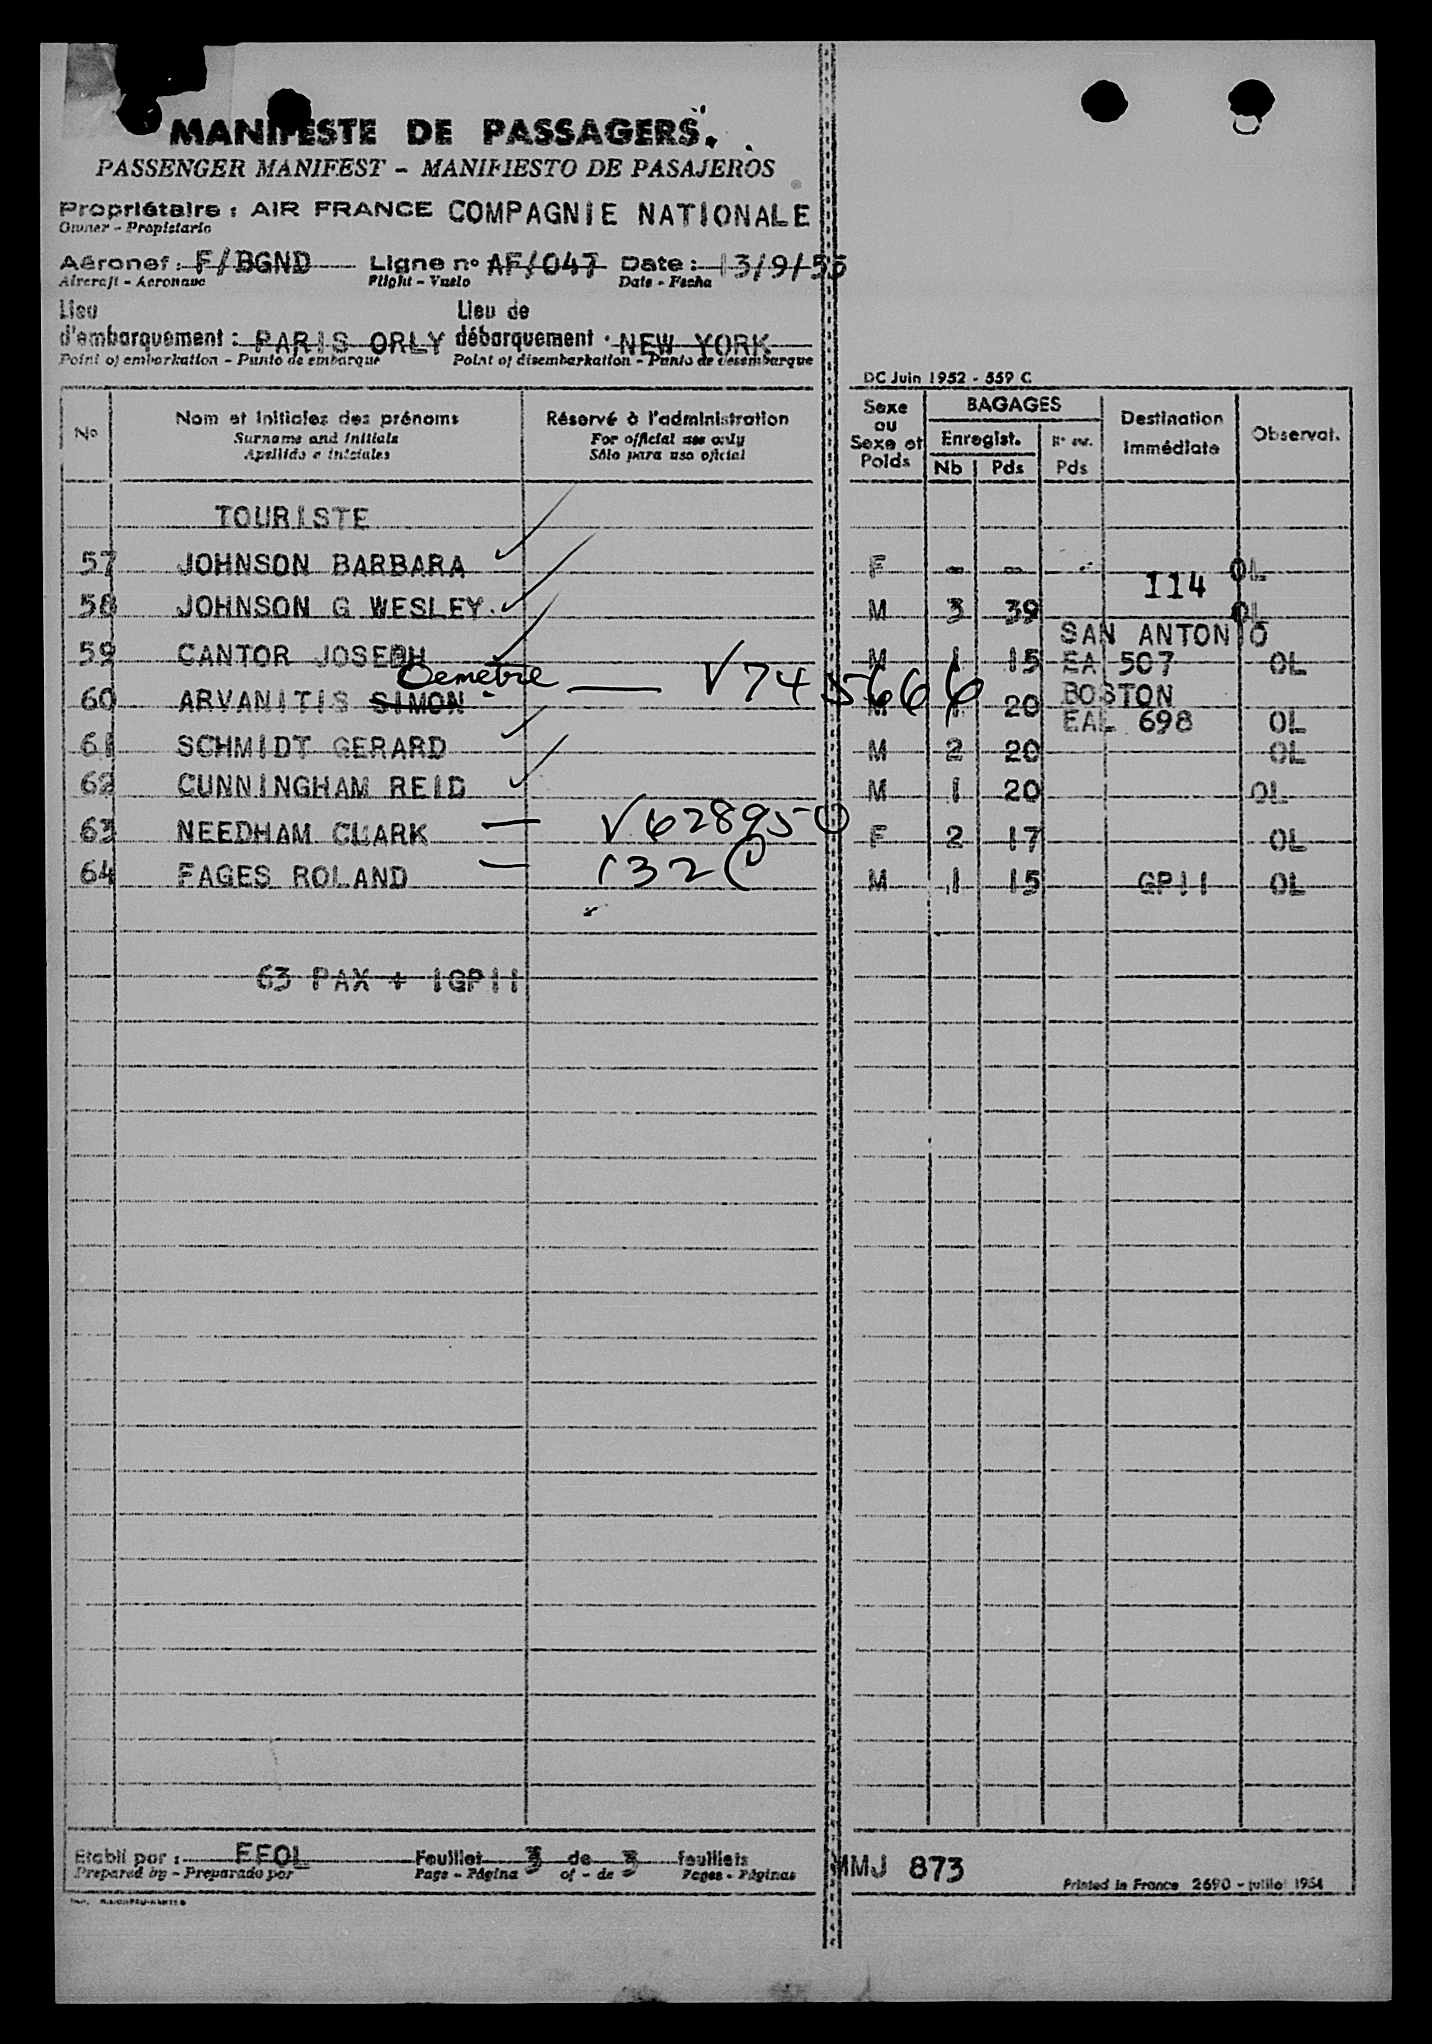 MANIFESTE DE PASSAGERS
PASSENGER MANIFEST - MANIFIESTO DE PASAJEROS
Propriétaire : AIR FRANCE COMPAGNIE NATIONALE
Owner - Propietario
Aéronef : F/BGND Ligne n° AF/047 Date : 13/9/55
Aircraft - Aeronave Flight - Vuelo Date - Fecha
Lieu Lieu de
d'embarquement : PARIS ORLY débarquement : NEW YORK
Point of embarkation - Punto de embarque Point of disembarkation - Punto de desembarque
DC Juin 1952 - 559 C
N° Nom et initiales des prénoms Réservé à l'administration Sexe ou Sexe et Poids BAGAGES Destination immédiate Observat.
Surname and initials For official use only Enregist. Nb Pds Pds
Apellido e iniciales Sólo para uso oficial
TOURISTE
57 JOHNSON BARBARA F - - - OL
114
58 JOHNSON G WESLEY M 3 39 OL
SAN ANTONIO
59 CANTOR JOSEPH M 1 15 EA 507 OL
Demetre V745666 BOSTON
60 ARVANITIS SIMON M 1 20 EAL 698 OL
61 SCHMIDT GERARD M 2 20 OL
62 CUNNINGHAM REID M 1 20 OL
63 NEEDHAM CLARK — V628950 F 2 17 OL
64 FAGES ROLAND — M 1 15 GP11 OL
63 PAX + 1GP11
Etabli par : FFOL Feuillet 3 de 3 feuillets MMJ 873
Prepared by - Preparado por Page - Página of - de Pages - Páginas Printed in France 2690 - juillet 1954